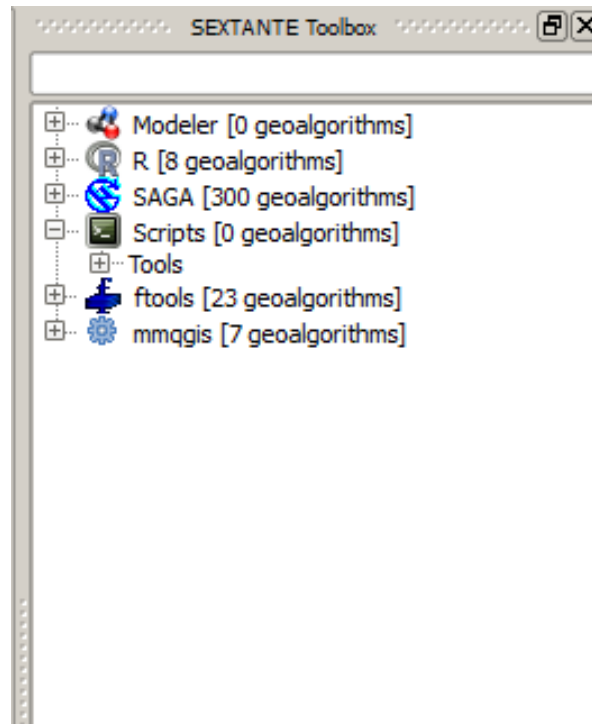 SEXTANTE Toolbox
Modeler [0 geoalgorithms]
R [8 geoalgorithms]
SAGA [300 geoalgorithms]
Scripts [0 geoalgorithms]
Tools
ftools [23 geoalgorithms]
mmqgis [7 geoalgorithms]